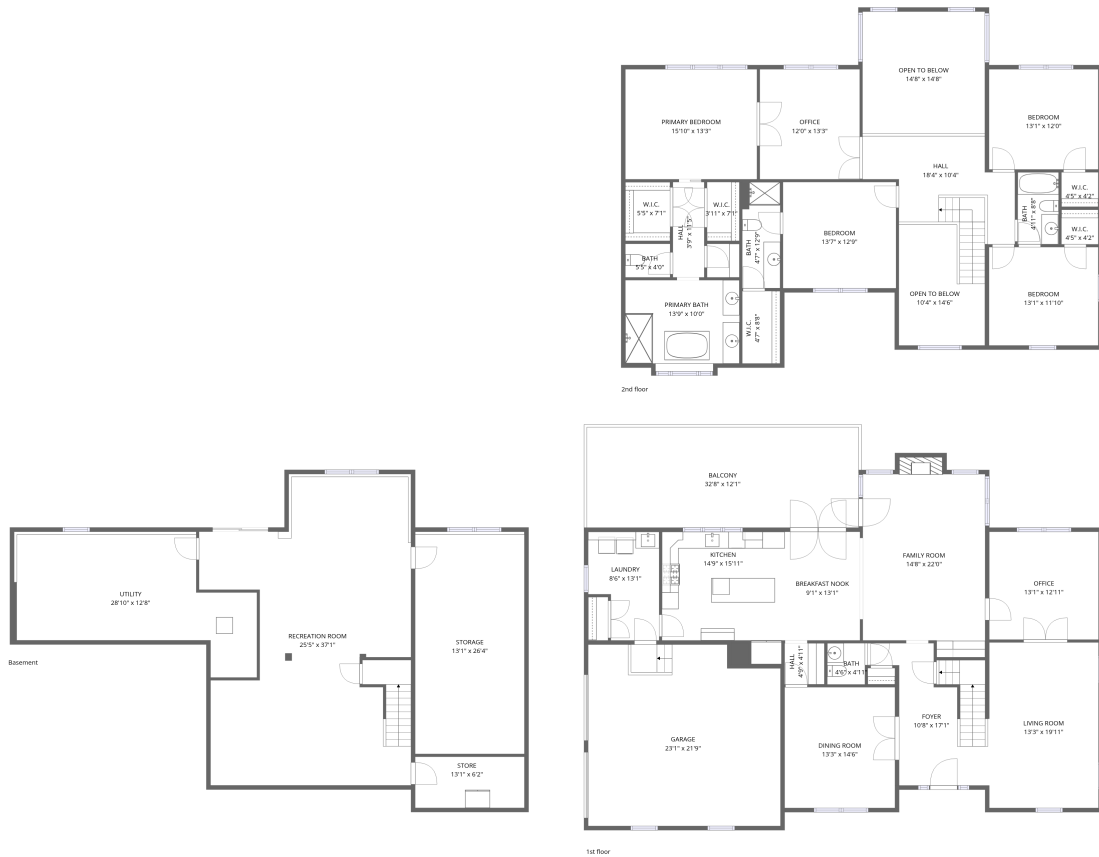 OPEN TO BELOW
14'8" x 14'8"
PRIMARY BEDROOM
15'10" x 13'3"
OFFICE
12'0" x 13'3"
BEDROOM
13'1" x 12'0"
HALL
18'4" x 10'4"
W.I.C.
5'5" x 7'1"
W.I.C.
3'11" x 7'1"
HALL
3'9" x 11'5"
BATH
5'5" x 4'0"
BATH
4'7" x 12'9"
BEDROOM
13'7" x 12'9"
BATH
4'11" x 8'8"
W.I.C.
4'5" x 4'2"
W.I.C.
4'5" x 4'2"
PRIMARY BATH
13'9" x 10'0"
W.I.C.
4'7" x 8'8"
OPEN TO BELOW
10'4" x 14'6"
BEDROOM
13'1" x 11'10"
2nd floor
BALCONY
32'8" x 12'1"
LAUNDRY
8'6" x 13'1"
KITCHEN
14'9" x 15'11"
BREAKFAST NOOK
9'1" x 13'1"
FAMILY ROOM
14'8" x 22'0"
OFFICE
13'1" x 12'11"
HALL
4'9" x 4'11"
BATH
4'6" x 4'11"
GARAGE
23'1" x 21'9"
DINING ROOM
13'3" x 14'6"
FOYER
10'8" x 17'1"
LIVING ROOM
13'3" x 19'11"
1st floor
UTILITY
28'10" x 12'8"
RECREATION ROOM
25'5" x 37'1"
STORAGE
13'1" x 26'4"
STORE
13'1" x 6'2"
Basement